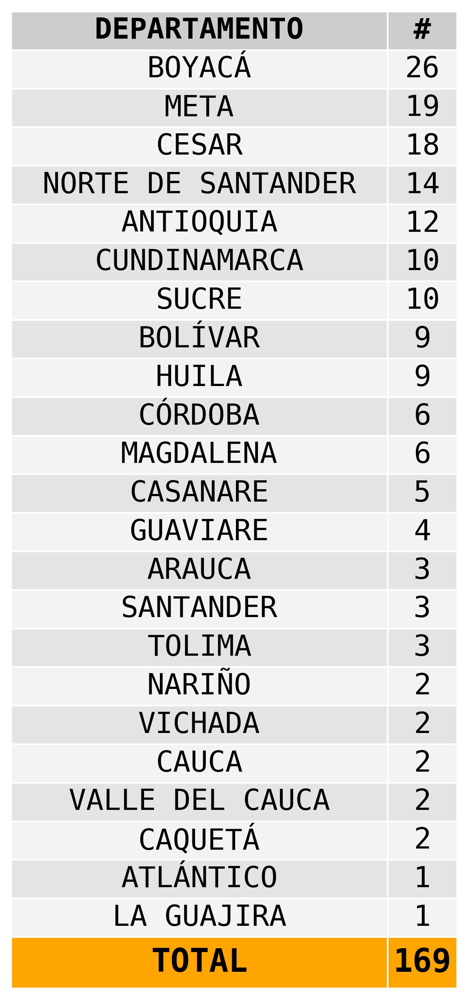 DEPARTAMENTO #
BOYACÁ 26
META 19
CESAR 18
NORTE DE SANTANDER 14
ANTIOQUIA 12
CUNDINAMARCA 10
SUCRE 10
BOLÍVAR 9
HUILA 9
CÓRDOBA 6
MAGDALENA 6
CASANARE 5
GUAVIARE 4
ARAUCA 3
SANTANDER 3
TOLIMA 3
NARIÑO 2
VICHADA 2
CAUCA 2
VALLE DEL CAUCA 2
CAQUETÁ 2
ATLÁNTICO 1
LA GUAJIRA 1
TOTAL 169